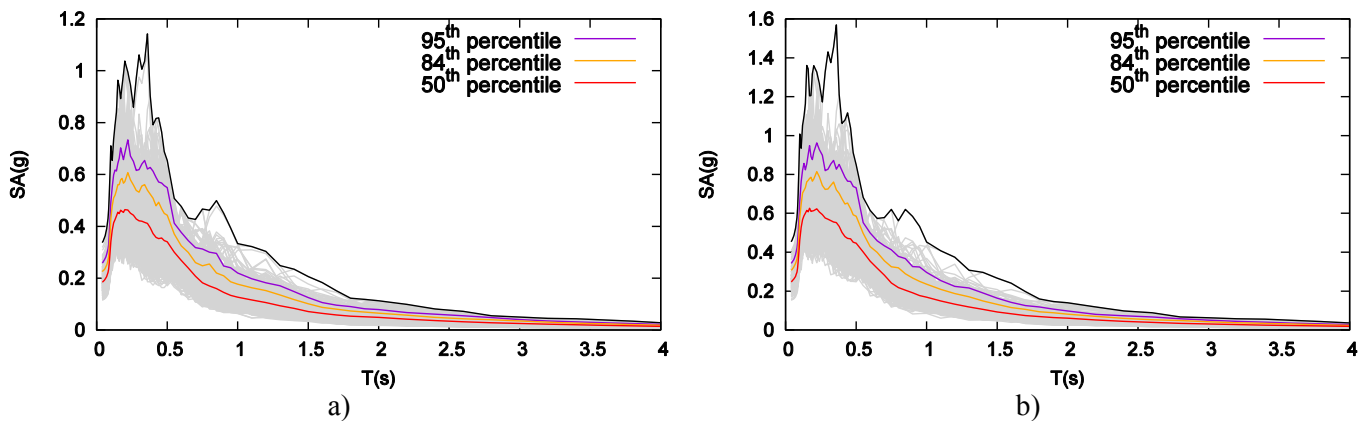 1.2
1
0.8
0.6
0.4
0.2
0
SA(g)
95th percentile
84th percentile
50th percentile
0 0.5 1 1.5 2 2.5 3 3.5 4
T(s)
a)
1.6
1.4
1.2
1
0.8
0.6
0.4
0.2
0
SA(g)
95th percentile
84th percentile
50th percentile
0 0.5 1 1.5 2 2.5 3 3.5 4
T(s)
b)